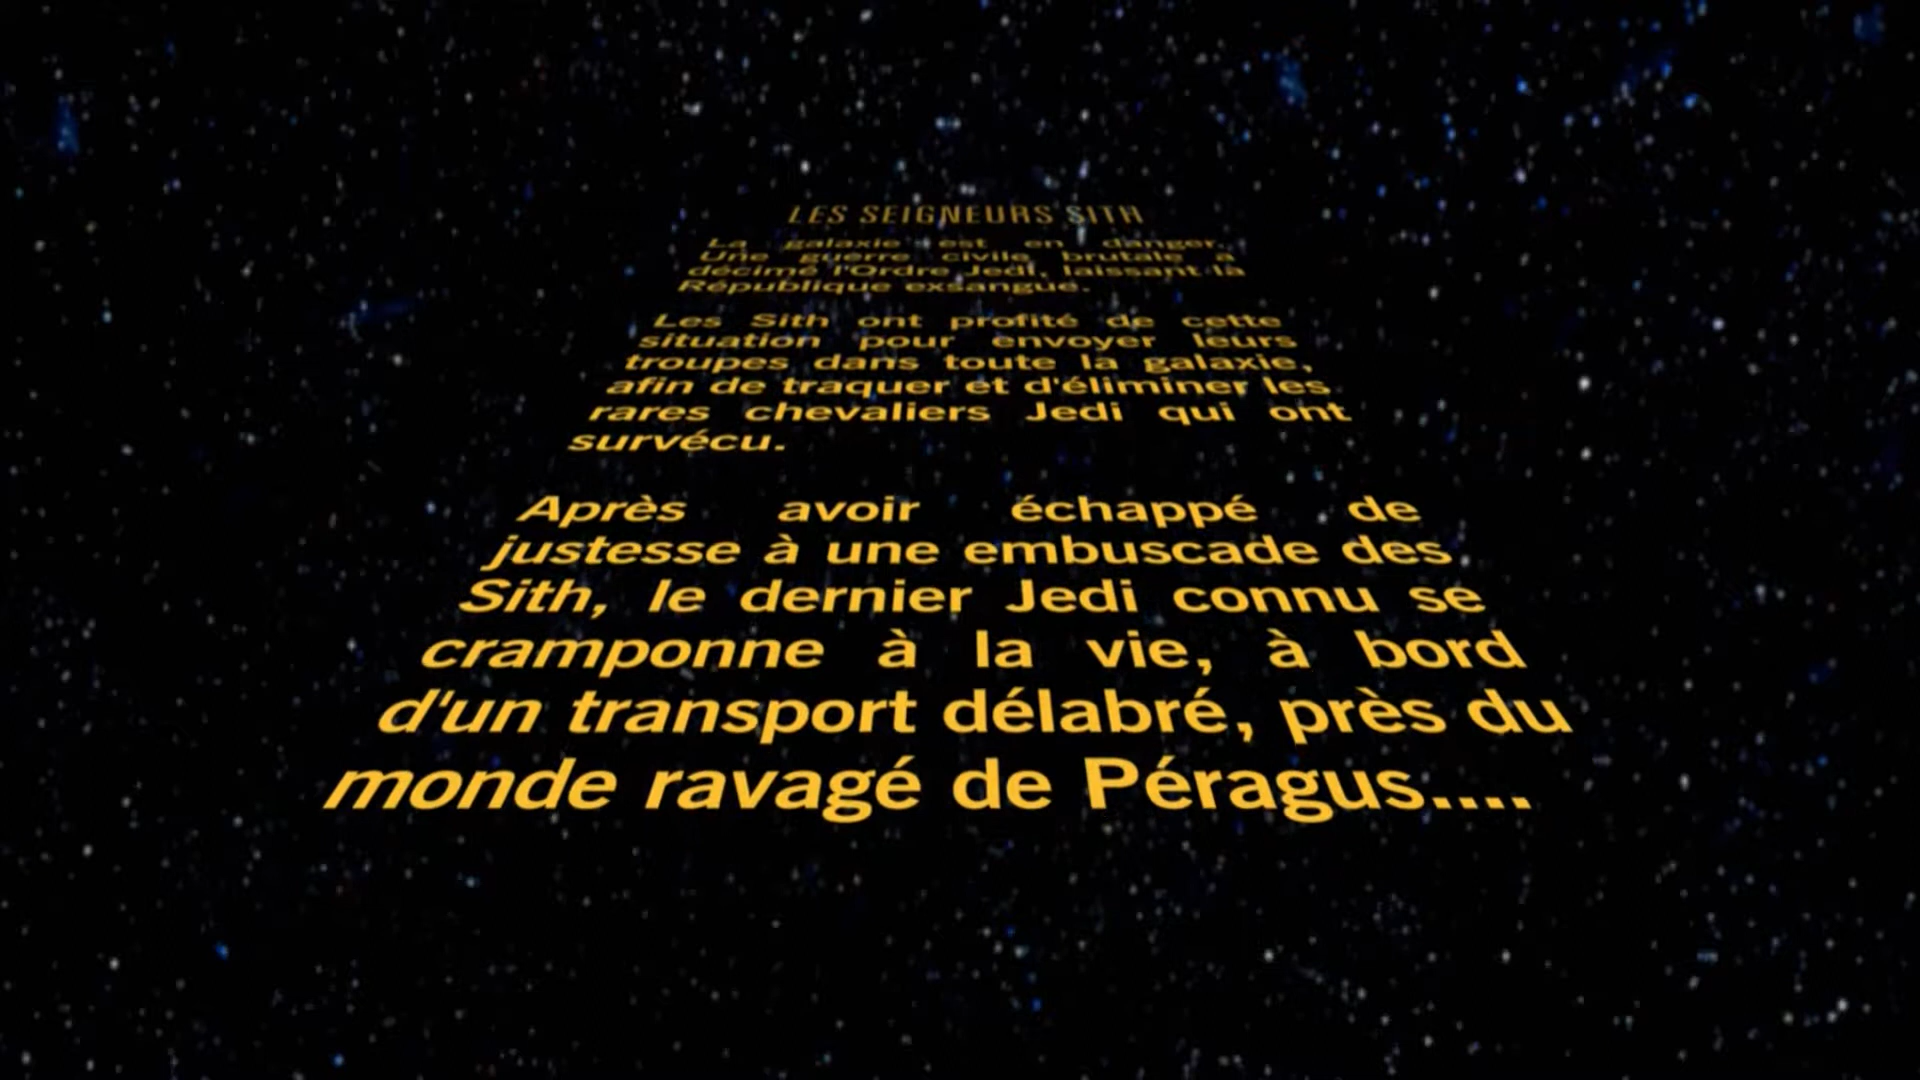 LES SEIGNEURS SITH
La galaxie est en danger.
Une guerre civile brutale a
décimé l'Ordre Jedi, laissant la
République exsangue.
Les Sith ont profité de cette
situation pour envoyer leurs
troupes dans toute la galaxie,
afin de traquer et d'éliminer les
rares chevaliers Jedi qui ont
survécu.
Après avoir échappé de
justesse à une embuscade des
Sith, le dernier Jedi connu se
cramponne à la vie, à bord
d'un transport délabré, près du
monde ravagé de Péragus....